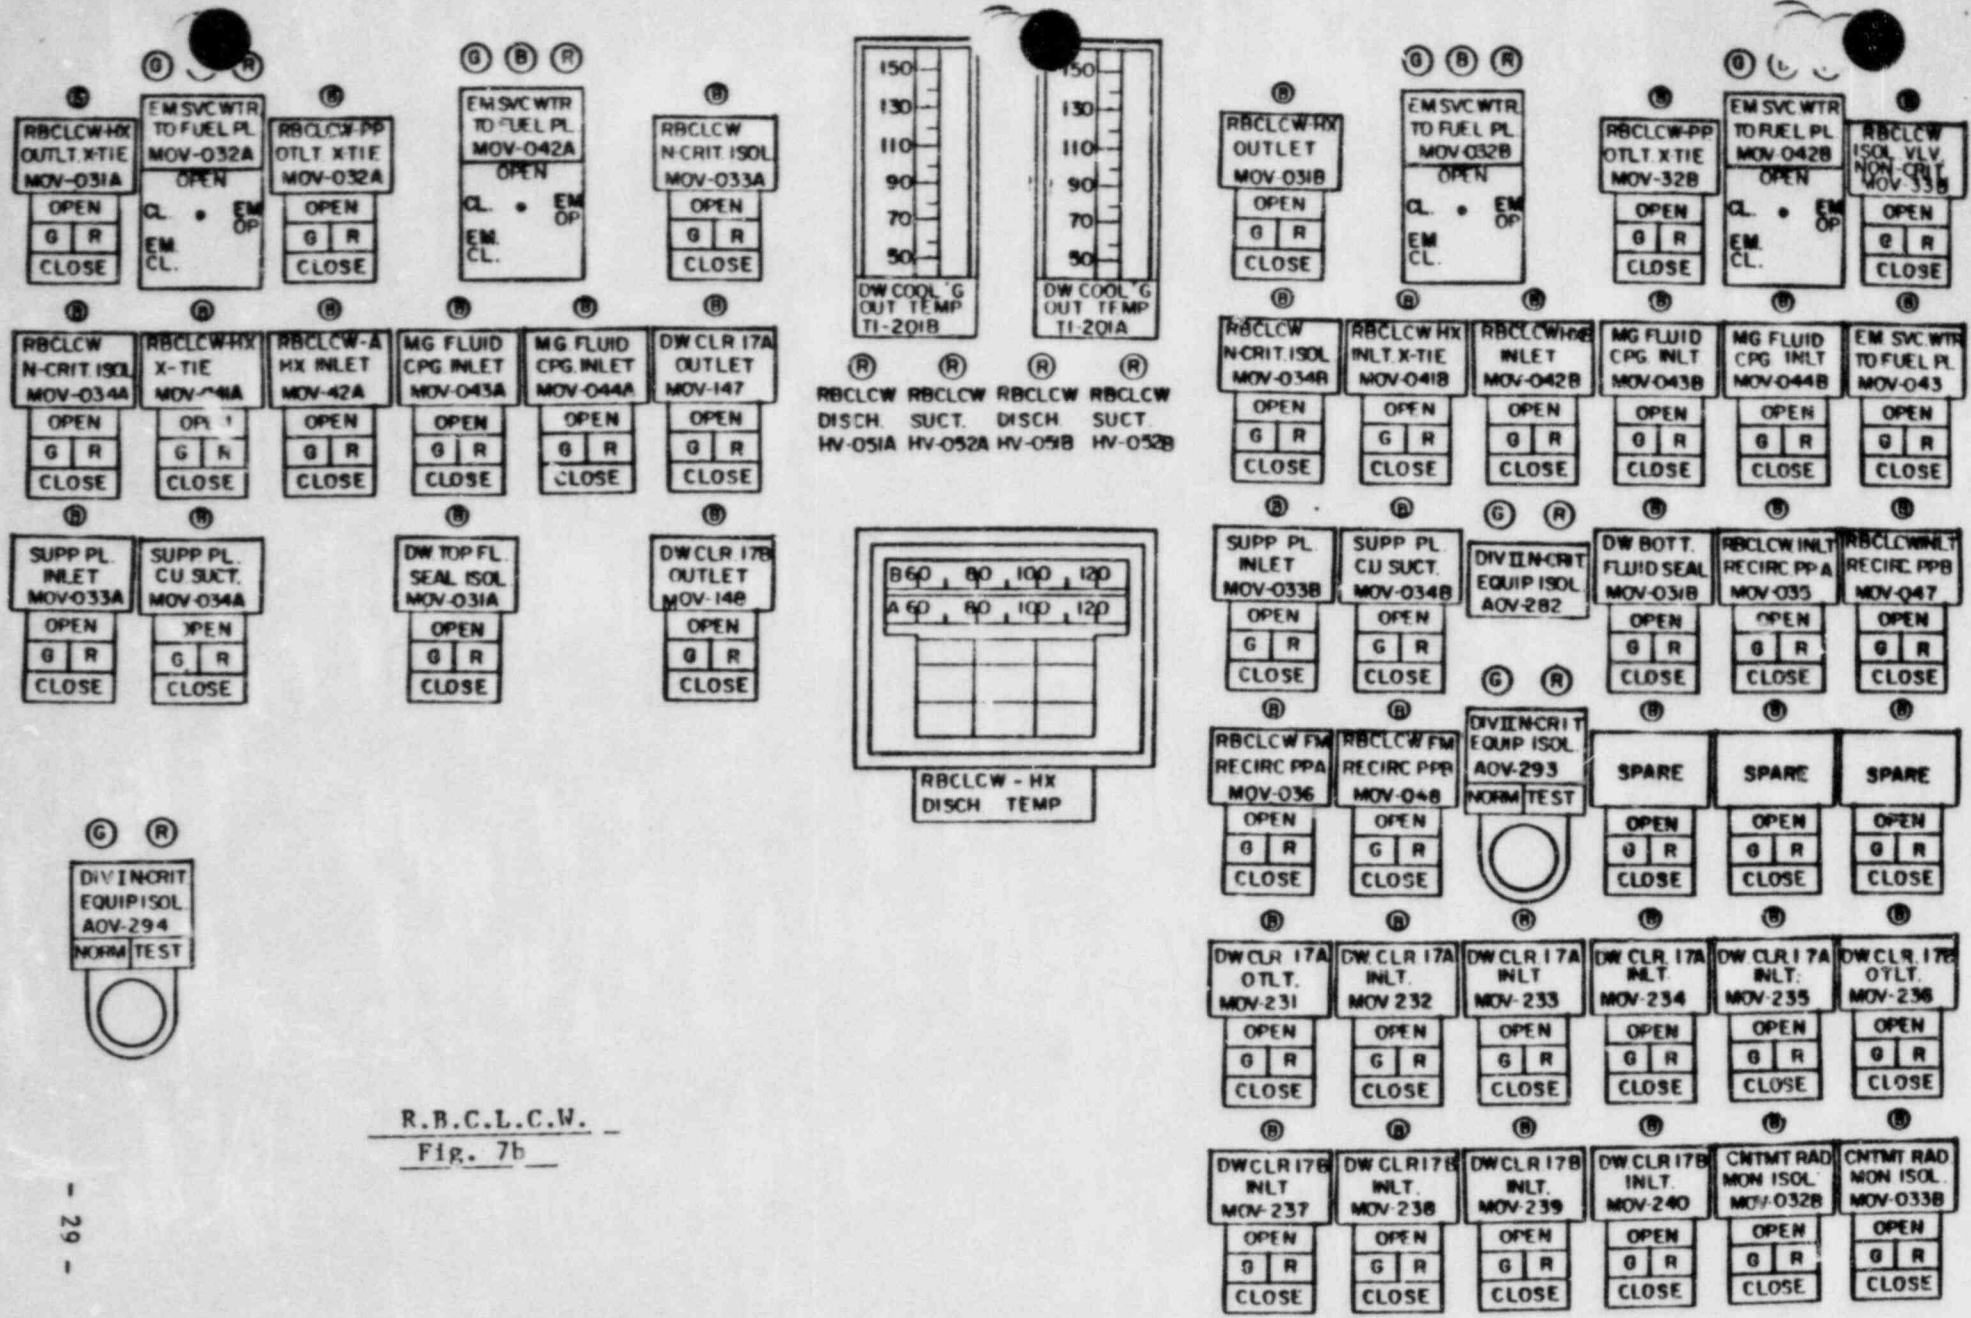 G R
EM SVC WTR
TO FUEL PL
MOV-032A
OPEN
CL. EM
OP
EM.
CL.
RBCLCW-HX
OUTLT. X-TIE
MOV-031A
OPEN
G R
CLOSE
B
RBCLCW-PP
OTLT X-TIE
MOV-032A
OPEN
G R
CLOSE
G B R
EM SVC WTR
TO FUEL PL
MOV-042A
OPEN
CL. EM
OP
EM.
CL.
B
RBCLCW
N-CRIT. ISOL
MOV-033A
OPEN
G R
CLOSE
B
RBCLCW
N-CRIT. ISOL
MOV-034A
OPEN
G R
CLOSE
B
RBCLCW-HX
X-TIE
MOV-041A
G
CLOSE
B
RBCLCW-A
HX INLET
MOV-42A
OPEN
G R
CLOSE
B
MG FLUID
CPG. INLET
MOV-043A
OPEN
G R
CLOSE
B
MG FLUID
CPG. INLET
MOV-044A
OPEN
G R
CLOSE
B
DW CLR 17A
OUTLET
MOV-147
OPEN
G R
CLOSE
B
SUPP PL.
INLET
MOV-033A
OPEN
G R
CLOSE
B
SUPP PL.
CU SUCT.
MOV-034A
OPEN
G R
CLOSE
B
DW TOP FL.
SEAL ISOL
MOV-031A
OPEN
G R
CLOSE
B
DW CLR 17B
OUTLET
MOV-148
OPEN
G R
CLOSE
G R
DIV I N-CRIT
EQUIP ISOL.
AOV-294
NORM TEST
150
130
110
90
70
50
DW COOL'G
OUT TEMP
TI-201B
150
130
110
90
70
50
DW COOL'G
OUT TEMP
TI-201A
R R R R
RBCLCW RBCLCW RBCLCW RBCLCW
DISCH. SUCT. DISCH. SUCT.
HV-051A HV-052A HV-051B HV-052B
B 60 80 100 120
A 60 80 100 120
RBCLCW - HX
DISCH TEMP
B
RBCLCW-HX
OUTLET
MOV-031B
OPEN
G R
CLOSE
G B R
EM SVC WTR
TO FUEL PL
MOV-032B
OPEN
CL. EM
OP
EM
CL.
B
RBCLCW-PP
OTLT. X-TIE
MOV-32B
OPEN
G R
CLOSE
G
EM SVC WTR
TO FUEL PL
MOV-042B
OPEN
CL. EM
OP
EM
CL.
RBCLCW
ISOL VLV.
NON-CRIT.
MOV-33B
OPEN
G R
CLOSE
B
RBCLCW
N-CRIT. ISOL
MOV-034B
OPEN
G R
CLOSE
B
RBCLCW HX
INLT. X-TIE
MOV-041B
OPEN
G R
CLOSE
B
RBCLCWHXB
INLET
MOV-042B
OPEN
G R
CLOSE
B
MG FLUID
CPG. INLT
MOV-043B
OPEN
G R
CLOSE
B
MG FLUID
CPG INLT
MOV-044B
OPEN
G R
CLOSE
B
EM SVC. WTR
TO FUEL PL.
MOV-043
OPEN
G R
CLOSE
B
SUPP PL.
INLET
MOV-033B
OPEN
G R
CLOSE
B
SUPP PL.
CU SUCT.
MOV-034B
OPEN
G R
CLOSE
G R
DIV II N-CRIT
EQUIP ISOL
AOV-282
B
DW BOTT.
FLUID SEAL
MOV-031B
OPEN
G R
CLOSE
B
RBCLCW INLT
RECIRC PP A
MOV-035
OPEN
G R
CLOSE
B
RBCLCWINLT
RECIRC PPB
MOV-047
OPEN
G R
CLOSE
B
RBCLCW FM
RECIRC PPA
MOV-036
OPEN
G R
CLOSE
B
RBCLCW FM
RECIRC PPB
MOV-048
OPEN
G R
CLOSE
G R
DIV II N-CRIT
EQUIP ISOL.
AOV-293
NORM TEST
B
SPARE
OPEN
G R
CLOSE
B
SPARE
OPEN
G R
CLOSE
B
SPARE
OPEN
G R
CLOSE
B
DW CLR 17A
OTLT.
MOV-231
OPEN
G R
CLOSE
B
DW CLR 17A
INLT.
MOV 232
OPEN
G R
CLOSE
B
DW CLR 17A
INLT
MOV-233
OPEN
G R
CLOSE
B
DW CLR 17A
INLT.
MOV-234
OPEN
G R
CLOSE
B
DW CLR 17A
INLT.
MOV-235
OPEN
G R
CLOSE
B
DW CLR 17B
OTLT.
MOV-236
OPEN
G R
CLOSE
B
DW CLR 17B
INLT
MOV-237
OPEN
G R
CLOSE
B
DW CLR 17B
INLT.
MOV-238
OPEN
G R
CLOSE
B
DW CLR 17B
INLT.
MOV-239
OPEN
G R
CLOSE
B
DW CLR 17B
INLT.
MOV-240
OPEN
G R
CLOSE
B
CNTMT RAD
MON ISOL.
MOV-032B
OPEN
G R
CLOSE
B
CNTMT RAD
MON ISOL.
MOV-033B
OPEN
G R
CLOSE
R.B.C.L.C.W.
Fig. 7b
- 29 -